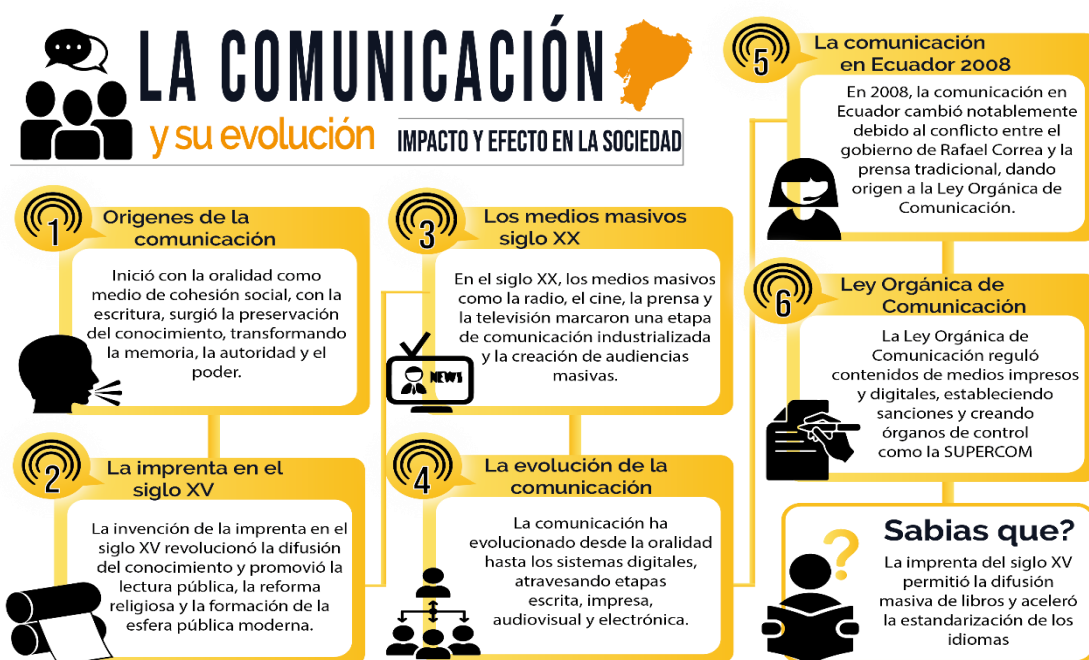 LA COMUNICACIÓN
y su evolución
IMPACTO Y EFECTO EN LA SOCIEDAD
1
Origenes de la
comunicación
Inició con la oralidad como
medio de cohesión social, con la
escritura, surgió la preservación
del conocimiento, transformando
la memoria, la autoridad y el
poder.
2
La imprenta en el
siglo XV
La invención de la imprenta en el
siglo XV revolucionó la difusión
del conocimiento y promovió la
lectura pública, la reforma
religiosa y la formación de la
esfera pública moderna.
3
Los medios masivos
siglo XX
En el siglo XX, los medios masivos
como la radio, el cine, la prensa y
la televisión marcaron una etapa
de comunicación industrializada
y la creación de audiencias
masivas.
NEWS
4
La evolución de la
comunicación
La comunicación ha
evolucionado desde la oralidad
hasta los sistemas digitales,
atravesando etapas
escrita, impresa,
audiovisual y electrónica.
5
La comunicación
en Ecuador 2008
En 2008, la comunicación en
Ecuador cambió notablemente
debido al conflicto entre el
gobierno de Rafael Correa y la
prensa tradicional, dando
origen a la Ley Orgánica de
Comunicación.
6
Ley Orgánica de
Comunicación
La Ley Orgánica de
Comunicación reguló
contenidos de medios impresos
y digitales, estableciendo
sanciones y creando
órganos de control
como la SUPERCOM
Sabias que?
?
La imprenta del siglo XV
permitió la difusión
masiva de libros y aceleró
la estandarización de los
idiomas